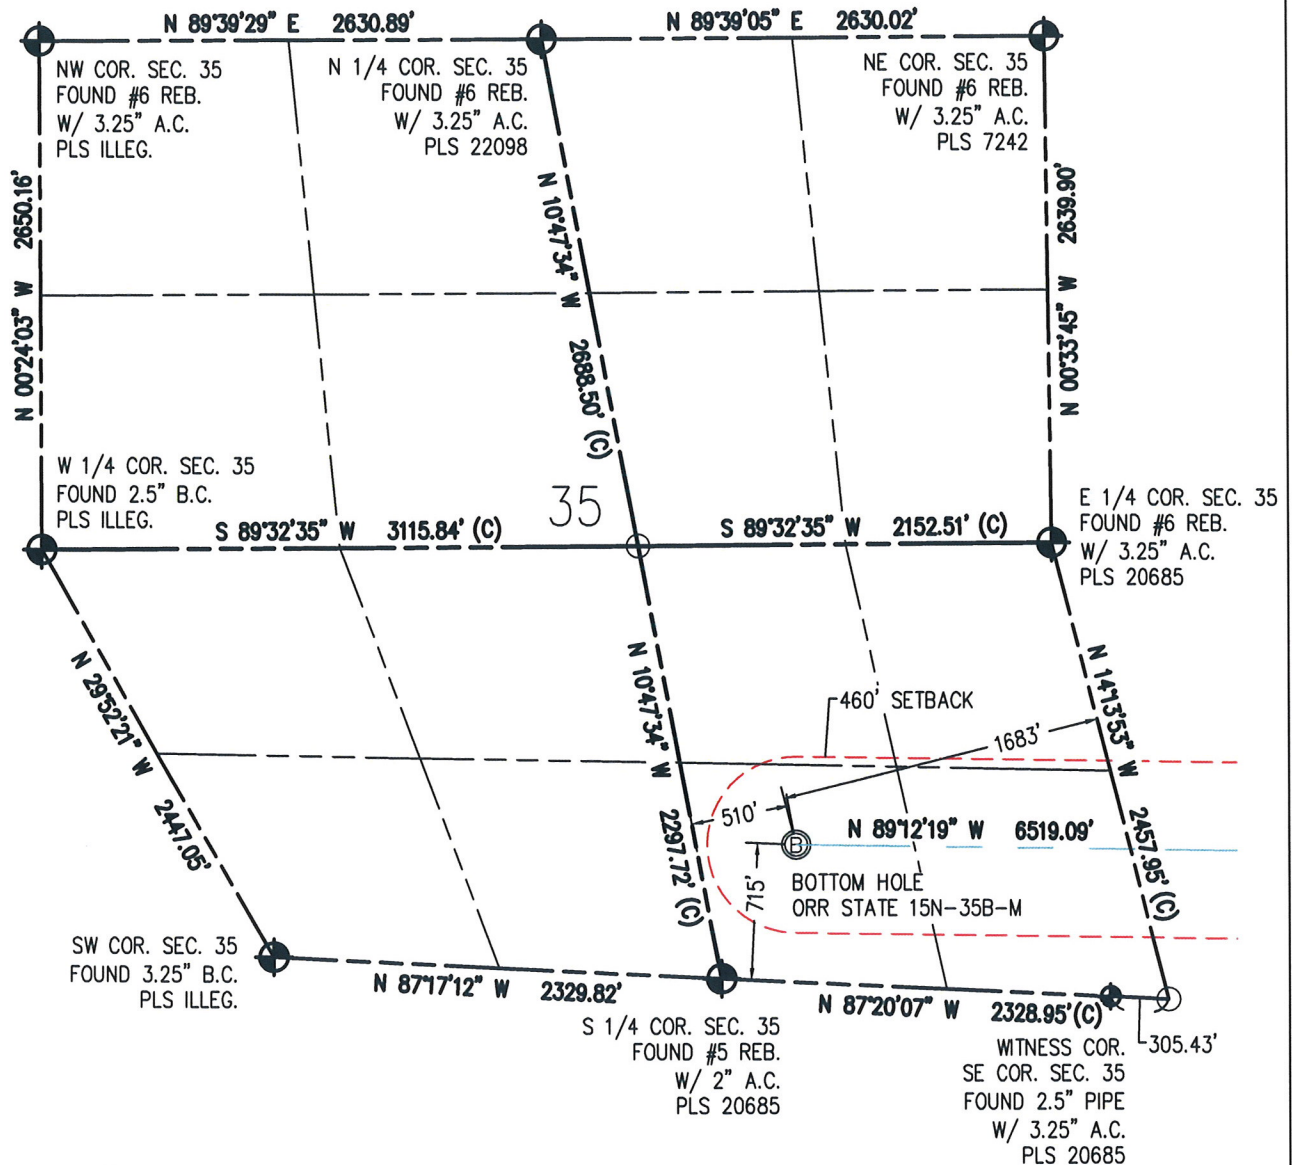 N 89°39'29" E 2630.89'
N 89°39'05" E 2630.02'
NW COR. SEC. 35
FOUND #6 REB.
W/ 3.25" A.C.
PLS ILLEG.
N 1/4 COR. SEC. 35
FOUND #6 REB.
W/ 3.25" A.C.
PLS 22098
NE COR. SEC. 35
FOUND #6 REB.
W/ 3.25" A.C.
PLS 7242
N 00°24'03" W 2650.16'
N 10°47'34" W 2688.50' (C)
N 00°33'45" W 2639.90'
W 1/4 COR. SEC. 35
FOUND 2.5" B.C.
PLS ILLEG.
35
E 1/4 COR. SEC. 35
FOUND #6 REB.
W/ 3.25" A.C.
PLS 20685
S 89°32'35" W 3115.84' (C)
S 89°32'35" W 2152.51' (C)
N 29°52'21" W 2447.05'
N 10°47'34" W 2297.72' (C)
N 14°13'53" W 2457.95' (C)
460' SETBACK
1683'
510'
715'
B
N 89°12'19" W 6519.09'
BOTTOM HOLE
ORR STATE 15N-35B-M
SW COR. SEC. 35
FOUND 3.25" B.C.
PLS ILLEG.
N 87°17'12" W 2329.82'
N 87°20'07" W 2328.95'(C)
S 1/4 COR. SEC. 35
FOUND #5 REB.
W/ 2" A.C.
PLS 20685
305.43'
WITNESS COR.
SE COR. SEC. 35
FOUND 2.5" PIPE
W/ 3.25" A.C.
PLS 20685